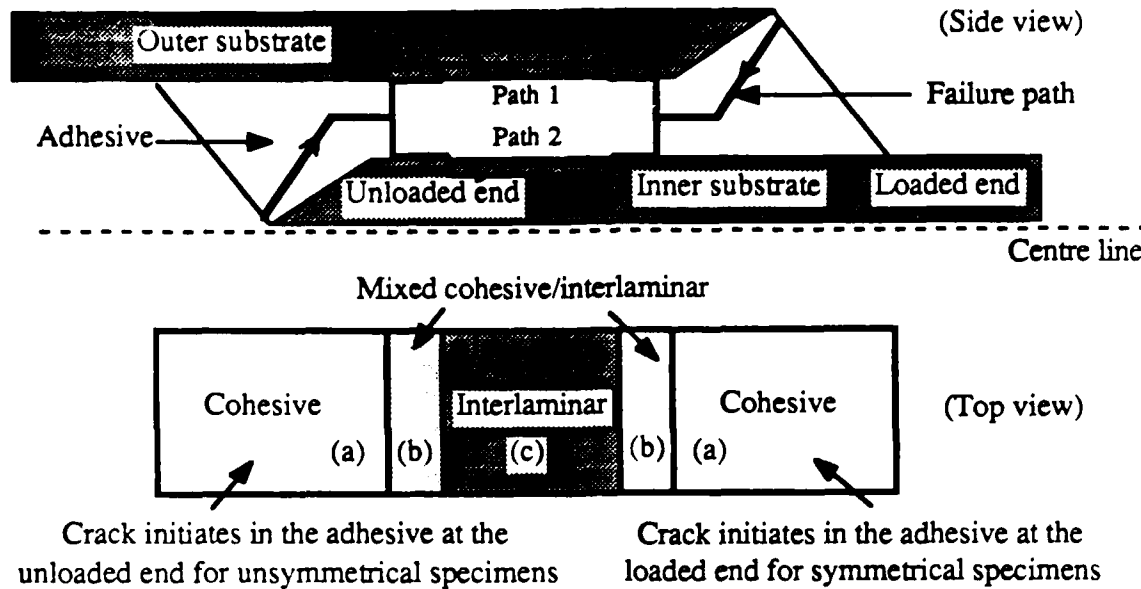 Outer substrate
(Side view)
Path 1
Failure path
Adhesive
Path 2
Unloaded end
Inner substrate
Loaded end
Centre line
Mixed cohesive/interlaminar
Cohesive
Interlaminar
Cohesive
(Top view)
(a)
(b)
(c)
(b)
(a)
Crack initiates in the adhesive at the
unloaded end for unsymmetrical specimens
Crack initiates in the adhesive at the
loaded end for symmetrical specimens